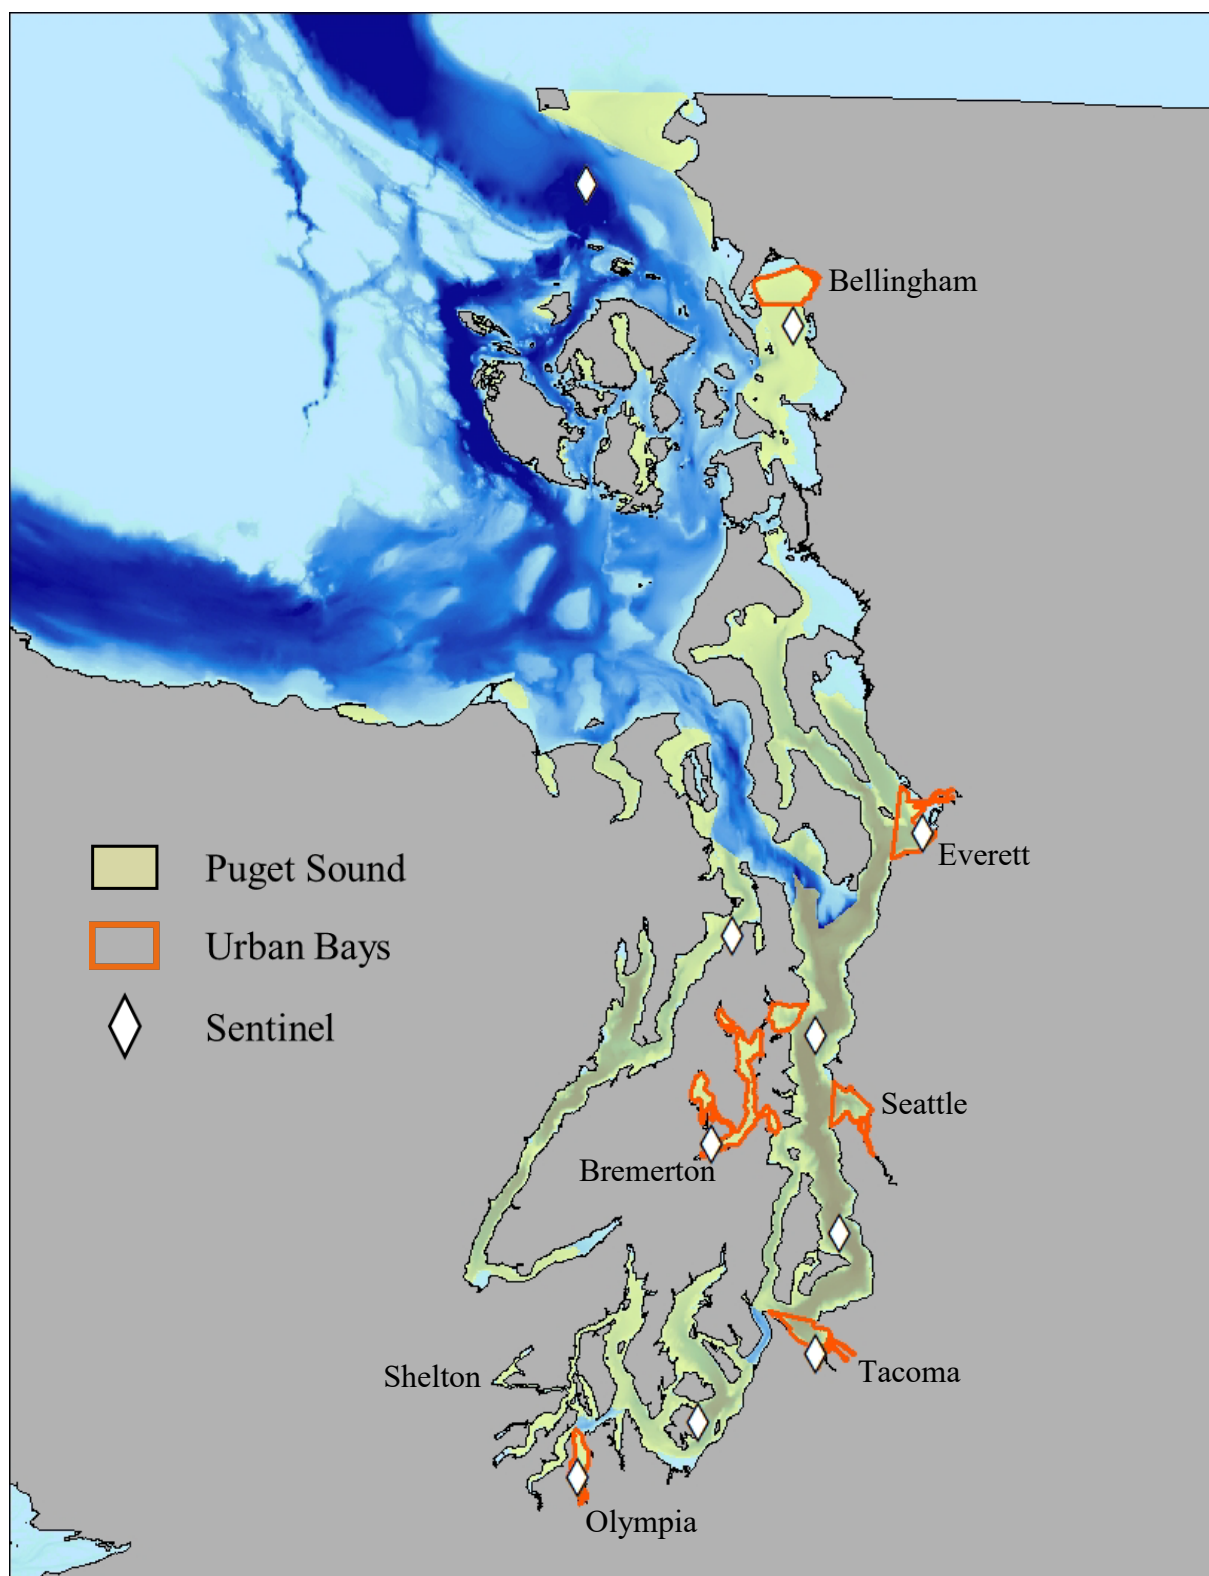 Bellingham
Everett
Puget Sound
Urban Bays
Sentinel
Seattle
Bremerton
Shelton
Tacoma
Olympia